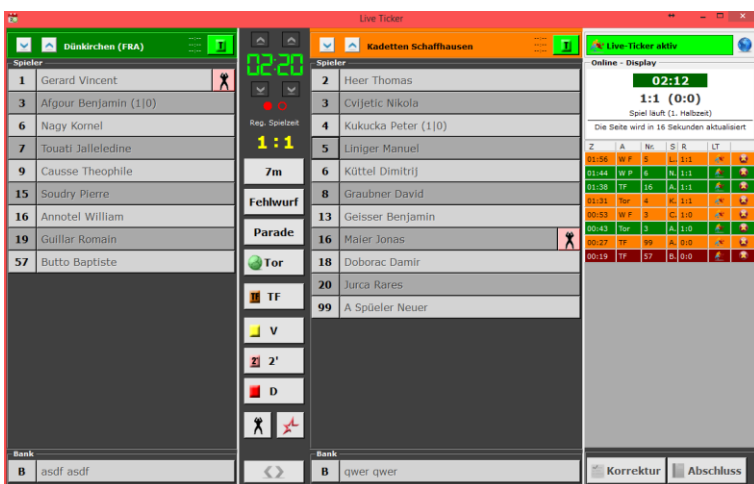 Live Ticker
Dünkirchen (FRA)
Spieler
1 Gerard Vincent
3 Afgour Benjamin (1|0)
6 Nagy Kornel
7 Touati Jalleledine
9 Causse Theophile
15 Soudry Pierre
16 Annotel William
19 Guillar Romain
57 Butto Baptiste
Bank
B asdf asdf
02:20
Reg. Spielzeit
1 : 1
7m
Fehlwurf
Parade
Tor
TF TF
V
2' 2'
D
Kadetten Schaffhausen
Spieler
2 Heer Thomas
3 Cvijetic Nikola
4 Kukucka Peter (1|0)
5 Liniger Manuel
6 Küttel Dimitrij
8 Graubner David
13 Geisser Benjamin
16 Maier Jonas
18 Doborac Damir
20 Jurca Rares
99 A Spüeler Neuer
Bank
B qwer qwer
Live-Ticker aktiv
Online - Display
02:12
1:1 (0:0)
Spiel läuft (1. Halbzeit)
Die Seite wird in 16 Sekunden aktualisiert
Z A Nr. S R LT
01:56 W F 5 L. 1:1
01:44 W P 6 N. 1:1
01:38 TF 16 A. 1:1
01:31 Tor 4 K. 1:1
00:53 W F 3 C. 1:0
00:43 Tor 3 A. 1:0
00:27 TF 99 A. 0:0
00:19 TF 57 B. 0:0
Korrektur
Abschluss